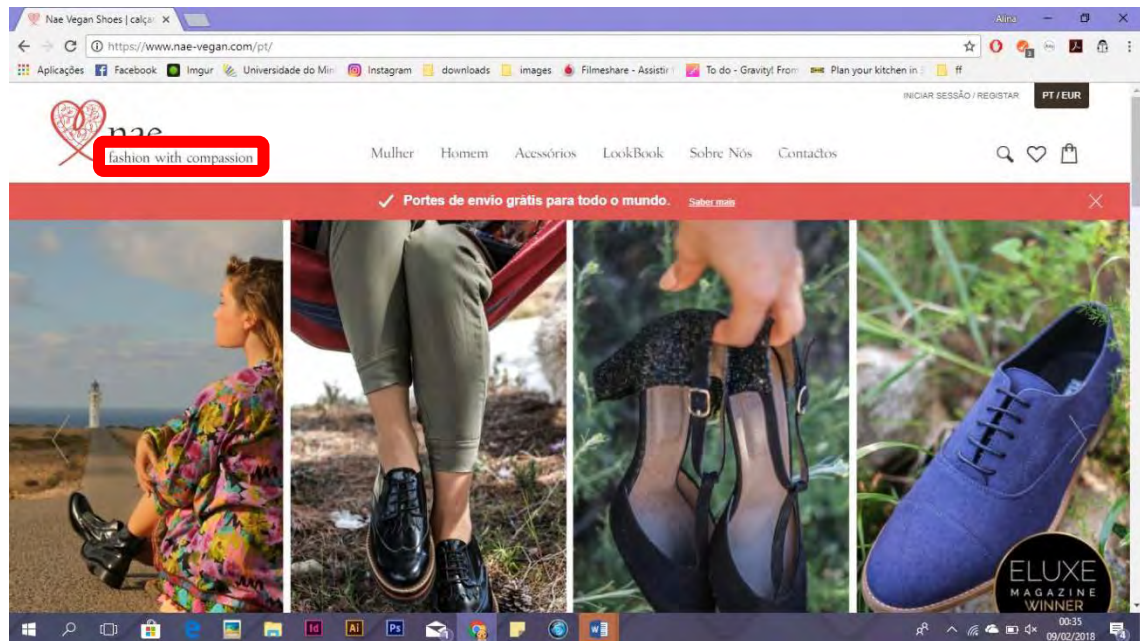 Nae Vegan Shoes | calça
Alina
https://www.nae-vegan.com/pt/
Aplicações Facebook Imgur Universidade do Min Instagram downloads images Filmeshare - Assistir To do - Gravity! From Plan your kitchen in ff
INICIAR SESSÃO / REGISTAR PT / EUR
nae
fashion with compassion
Mulher Homem Acessórios LookBook Sobre Nós Contactos
Portes de envio grátis para todo o mundo. Saber mais
ELUXE
MAGAZINE
WINNER
Id Ai Ps
00:35
09/02/2018